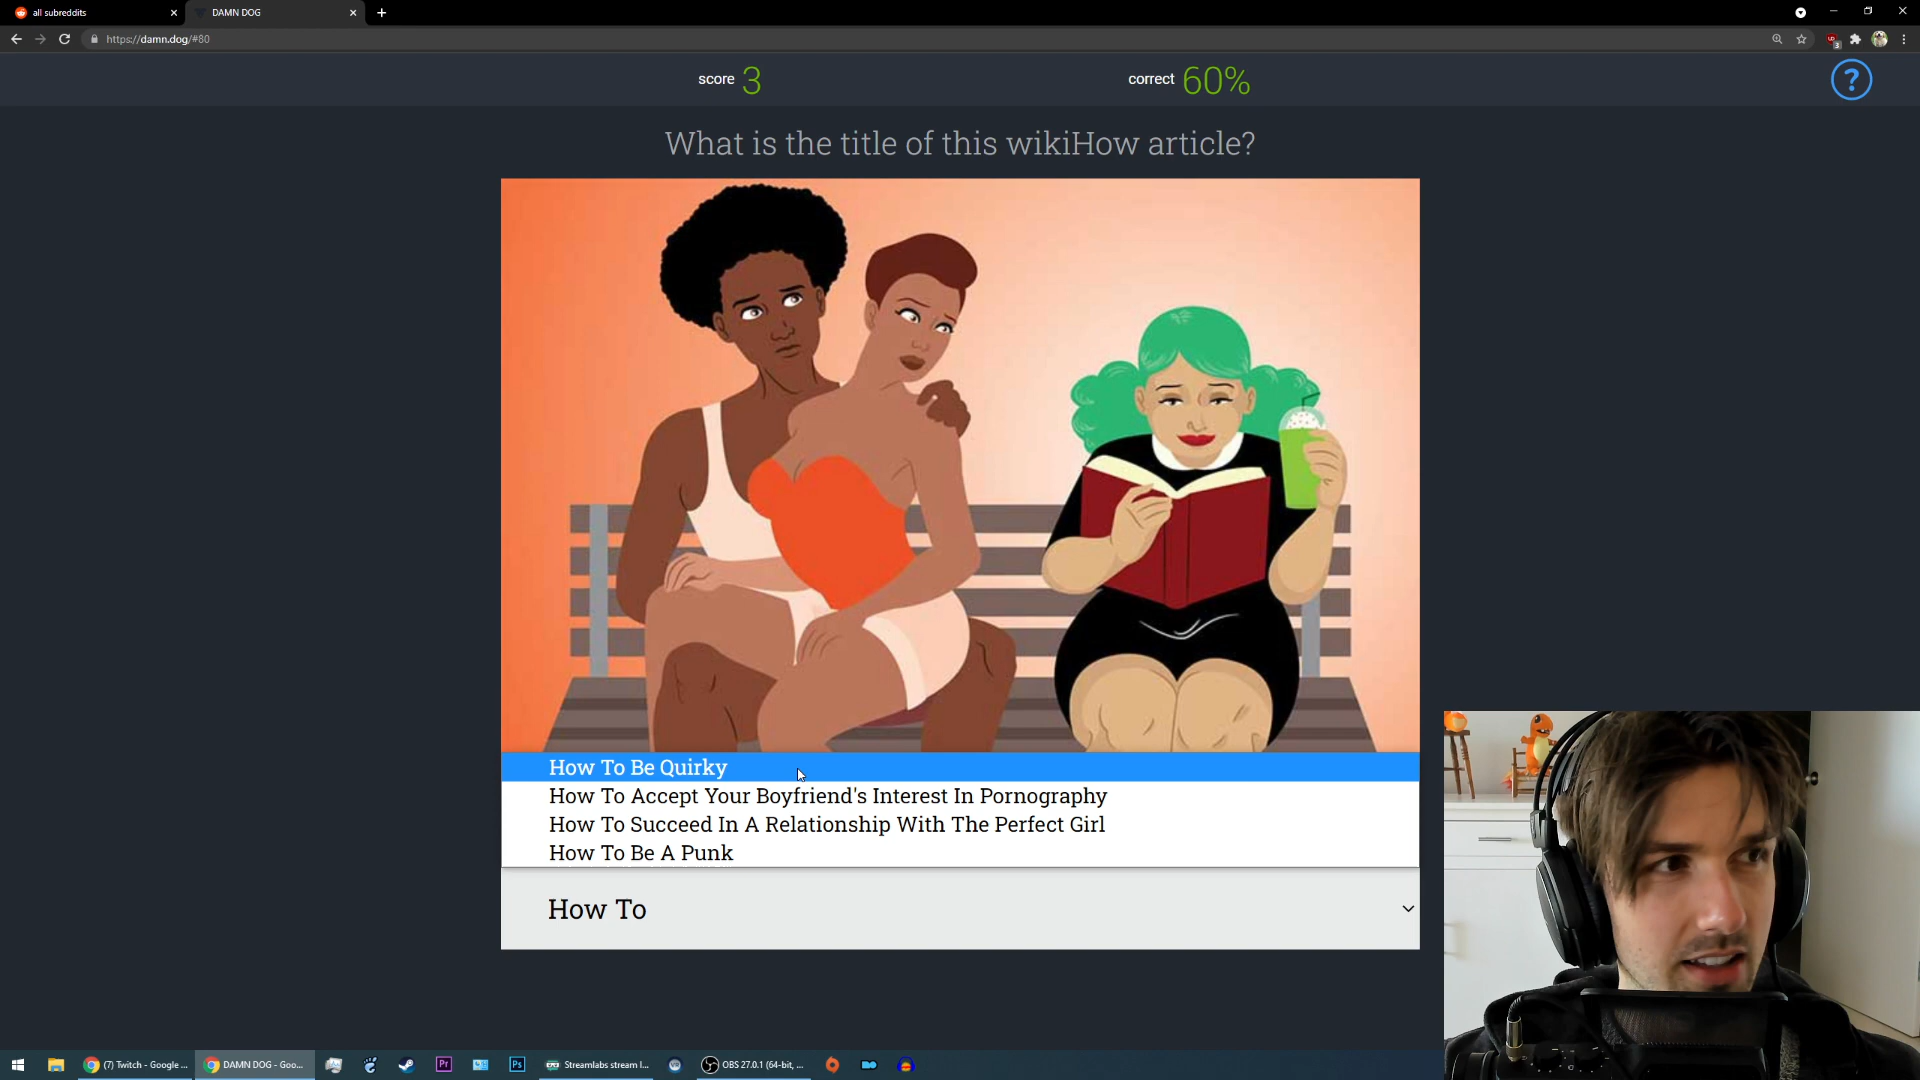 all subreddits
DAMN DOG
https://damn.dog/#80
score 3
correct 60%
?
What is the title of this wikiHow article?
How To Be Quirky
How To Accept Your Boyfriend's Interest In Pornography
How To Succeed In A Relationship With The Perfect Girl
How To Be A Punk
How To
(7) Twitch - Google ...
DAMN DOG - Goo...
Pr
Ps
Streamlabs stream l...
OBS 27.0.1 (64-bit, ...